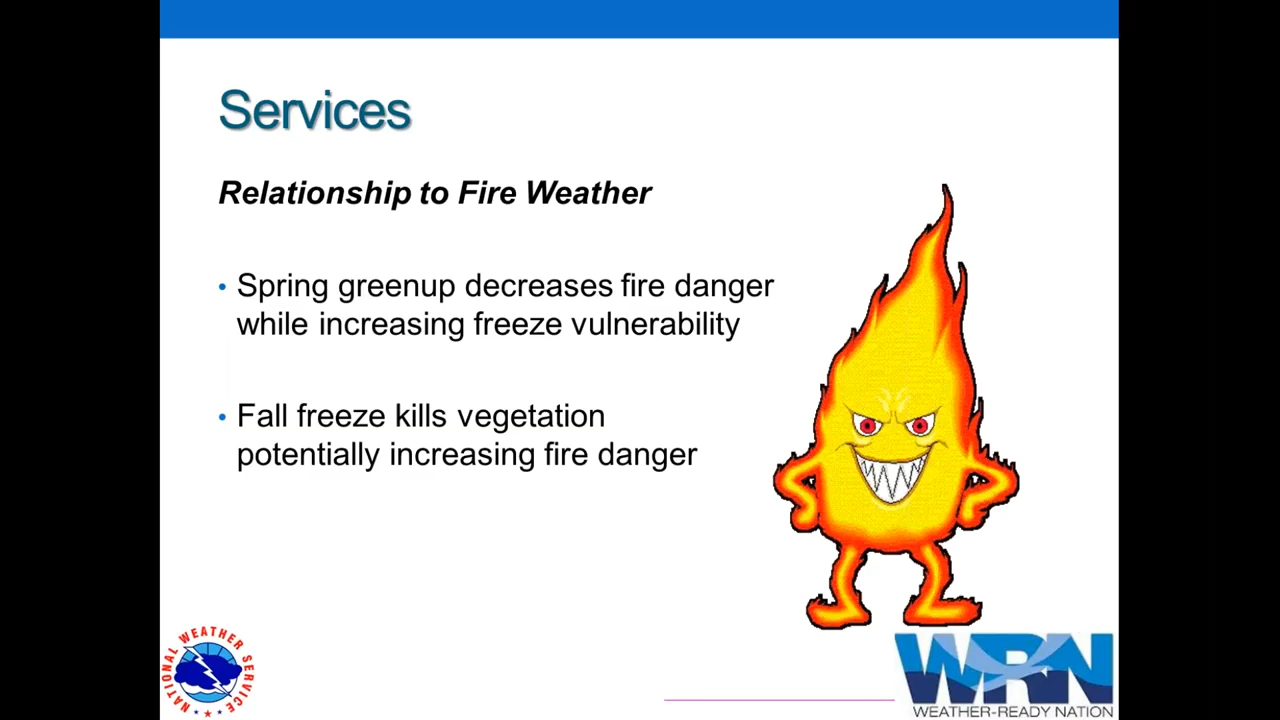 Services
Relationship to Fire Weather
• Spring greenup decreases fire danger
while increasing freeze vulnerability
• Fall freeze kills vegetation
potentially increasing fire danger
NATIONAL WEATHER SERVICE
WRN
WEATHER-READY NATION